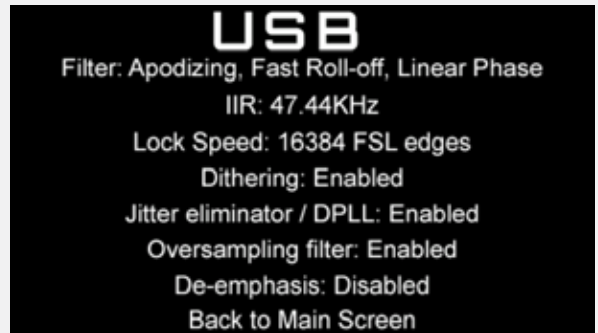 USB
Filter: Apodizing, Fast Roll-off, Linear Phase
IIR: 47.44KHz
Lock Speed: 16384 FSL edges
Dithering: Enabled
Jitter eliminator / DPLL: Enabled
Oversampling filter: Enabled
De-emphasis: Disabled
Back to Main Screen